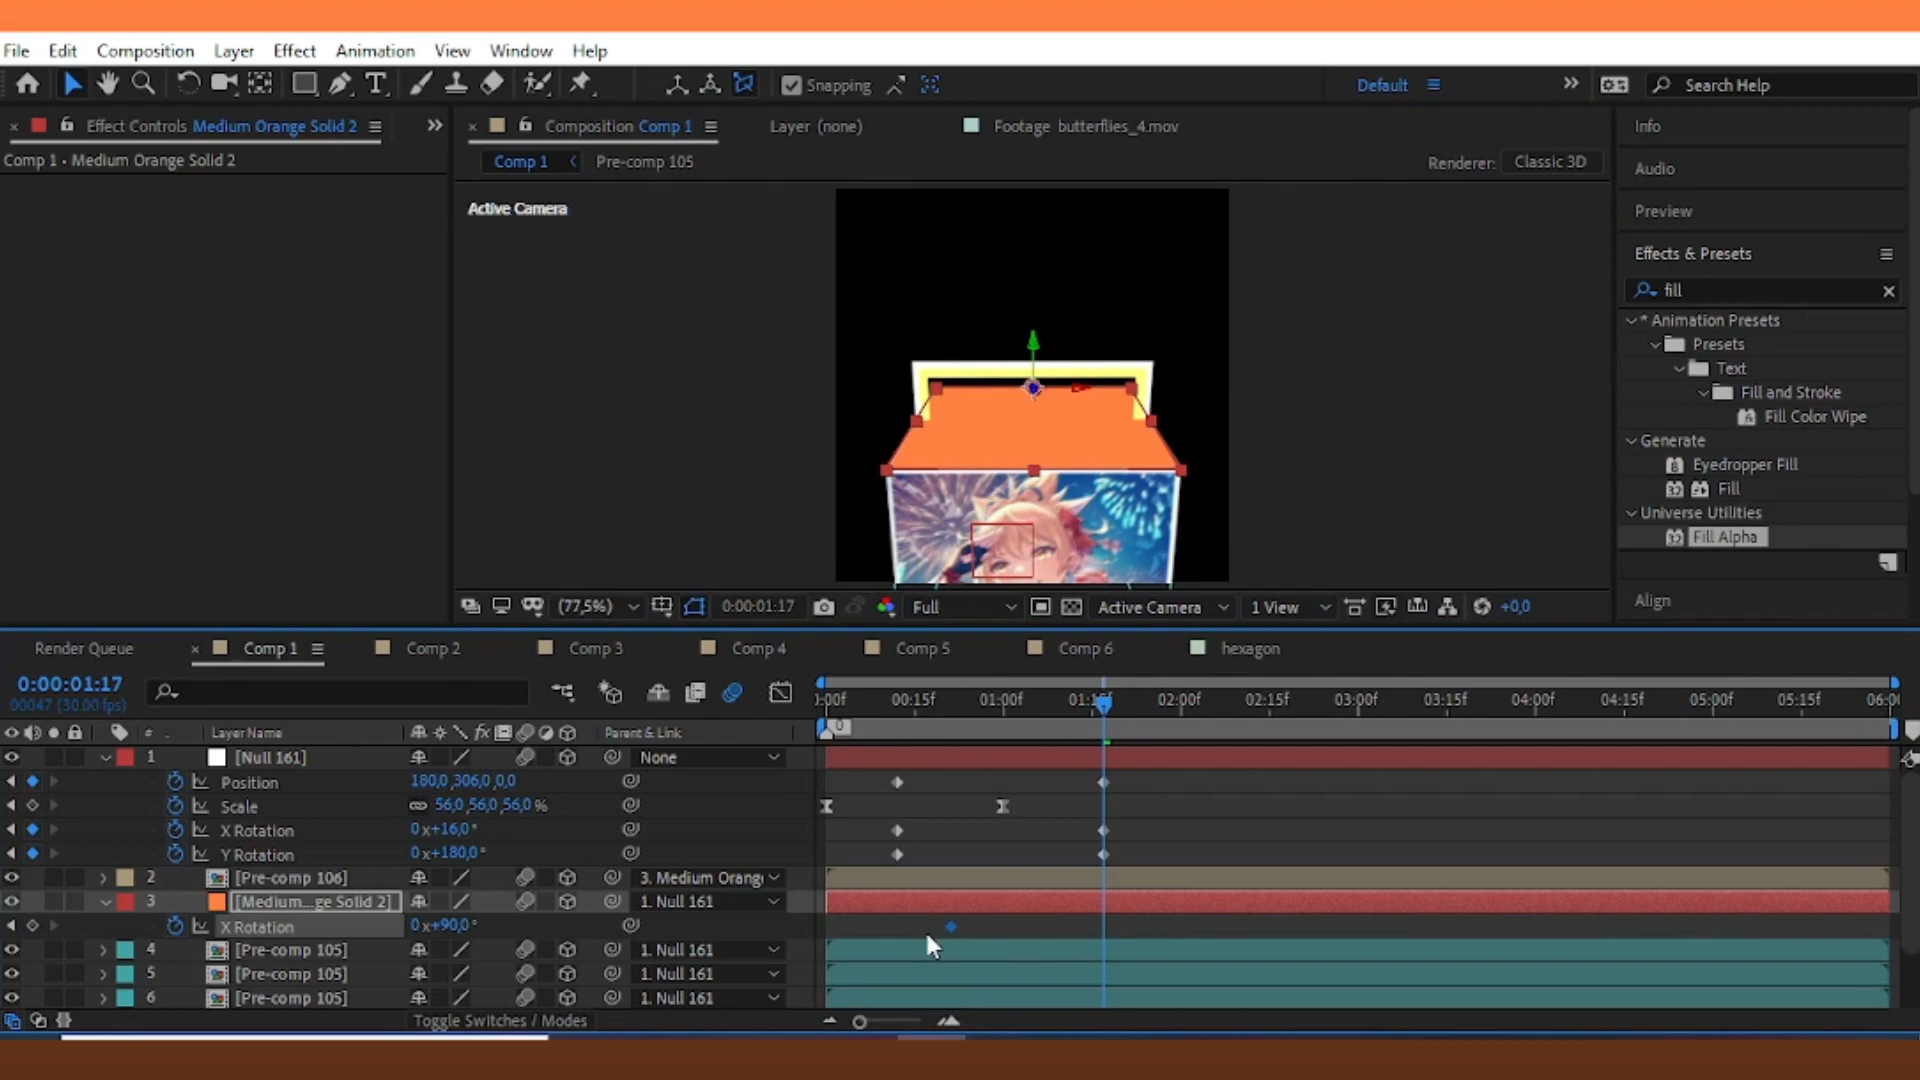 File Edit Composition Layer Effect Animation View Window Help
Snapping
Default
Search Help
Effect Controls Medium Orange Solid 2
Composition Comp 1
Layer (none)
Footage butterflies_4.mov
Info
Comp 1 • Medium Orange Solid 2
Comp 1
Pre-comp 105
Renderer: Classic 3D
Audio
Active Camera
Preview
Effects & Presets
fill
* Animation Presets
Presets
Text
Fill and Stroke
Fill Color Wipe
Generate
Eyedropper Fill
Fill
Universe Utilities
Fill Alpha
Align
(77,5%)
0:00:01:17
Full
Active Camera
1 View
+0,0
Render Queue
Comp 1
Comp 2
Comp 3
Comp 4
Comp 5
Comp 6
hexagon
0:00:01:17
00047 (30.00 fps)
):00f 00:15f 01:00f 01:15f 02:00f 02:15f 03:00f 03:15f 04:00f 04:15f 05:00f 05:15f 06:00
# . Layer Name
Parent & Link
1 [Null 161] None
Position 180,0,306,0,0,0
Scale 56,0,56,0,56,0 %
X Rotation 0x+16,0°
Y Rotation 0x+180,0°
2 [Pre-comp 106] 3. Medium Orang
3 [Medium...ge Solid 2] 1. Null 161
X Rotation 0x+90,0°
4 [Pre-comp 105] 1. Null 161
5 [Pre-comp 105] 1. Null 161
6 [Pre-comp 105] 1. Null 161
Toggle Switches / Modes